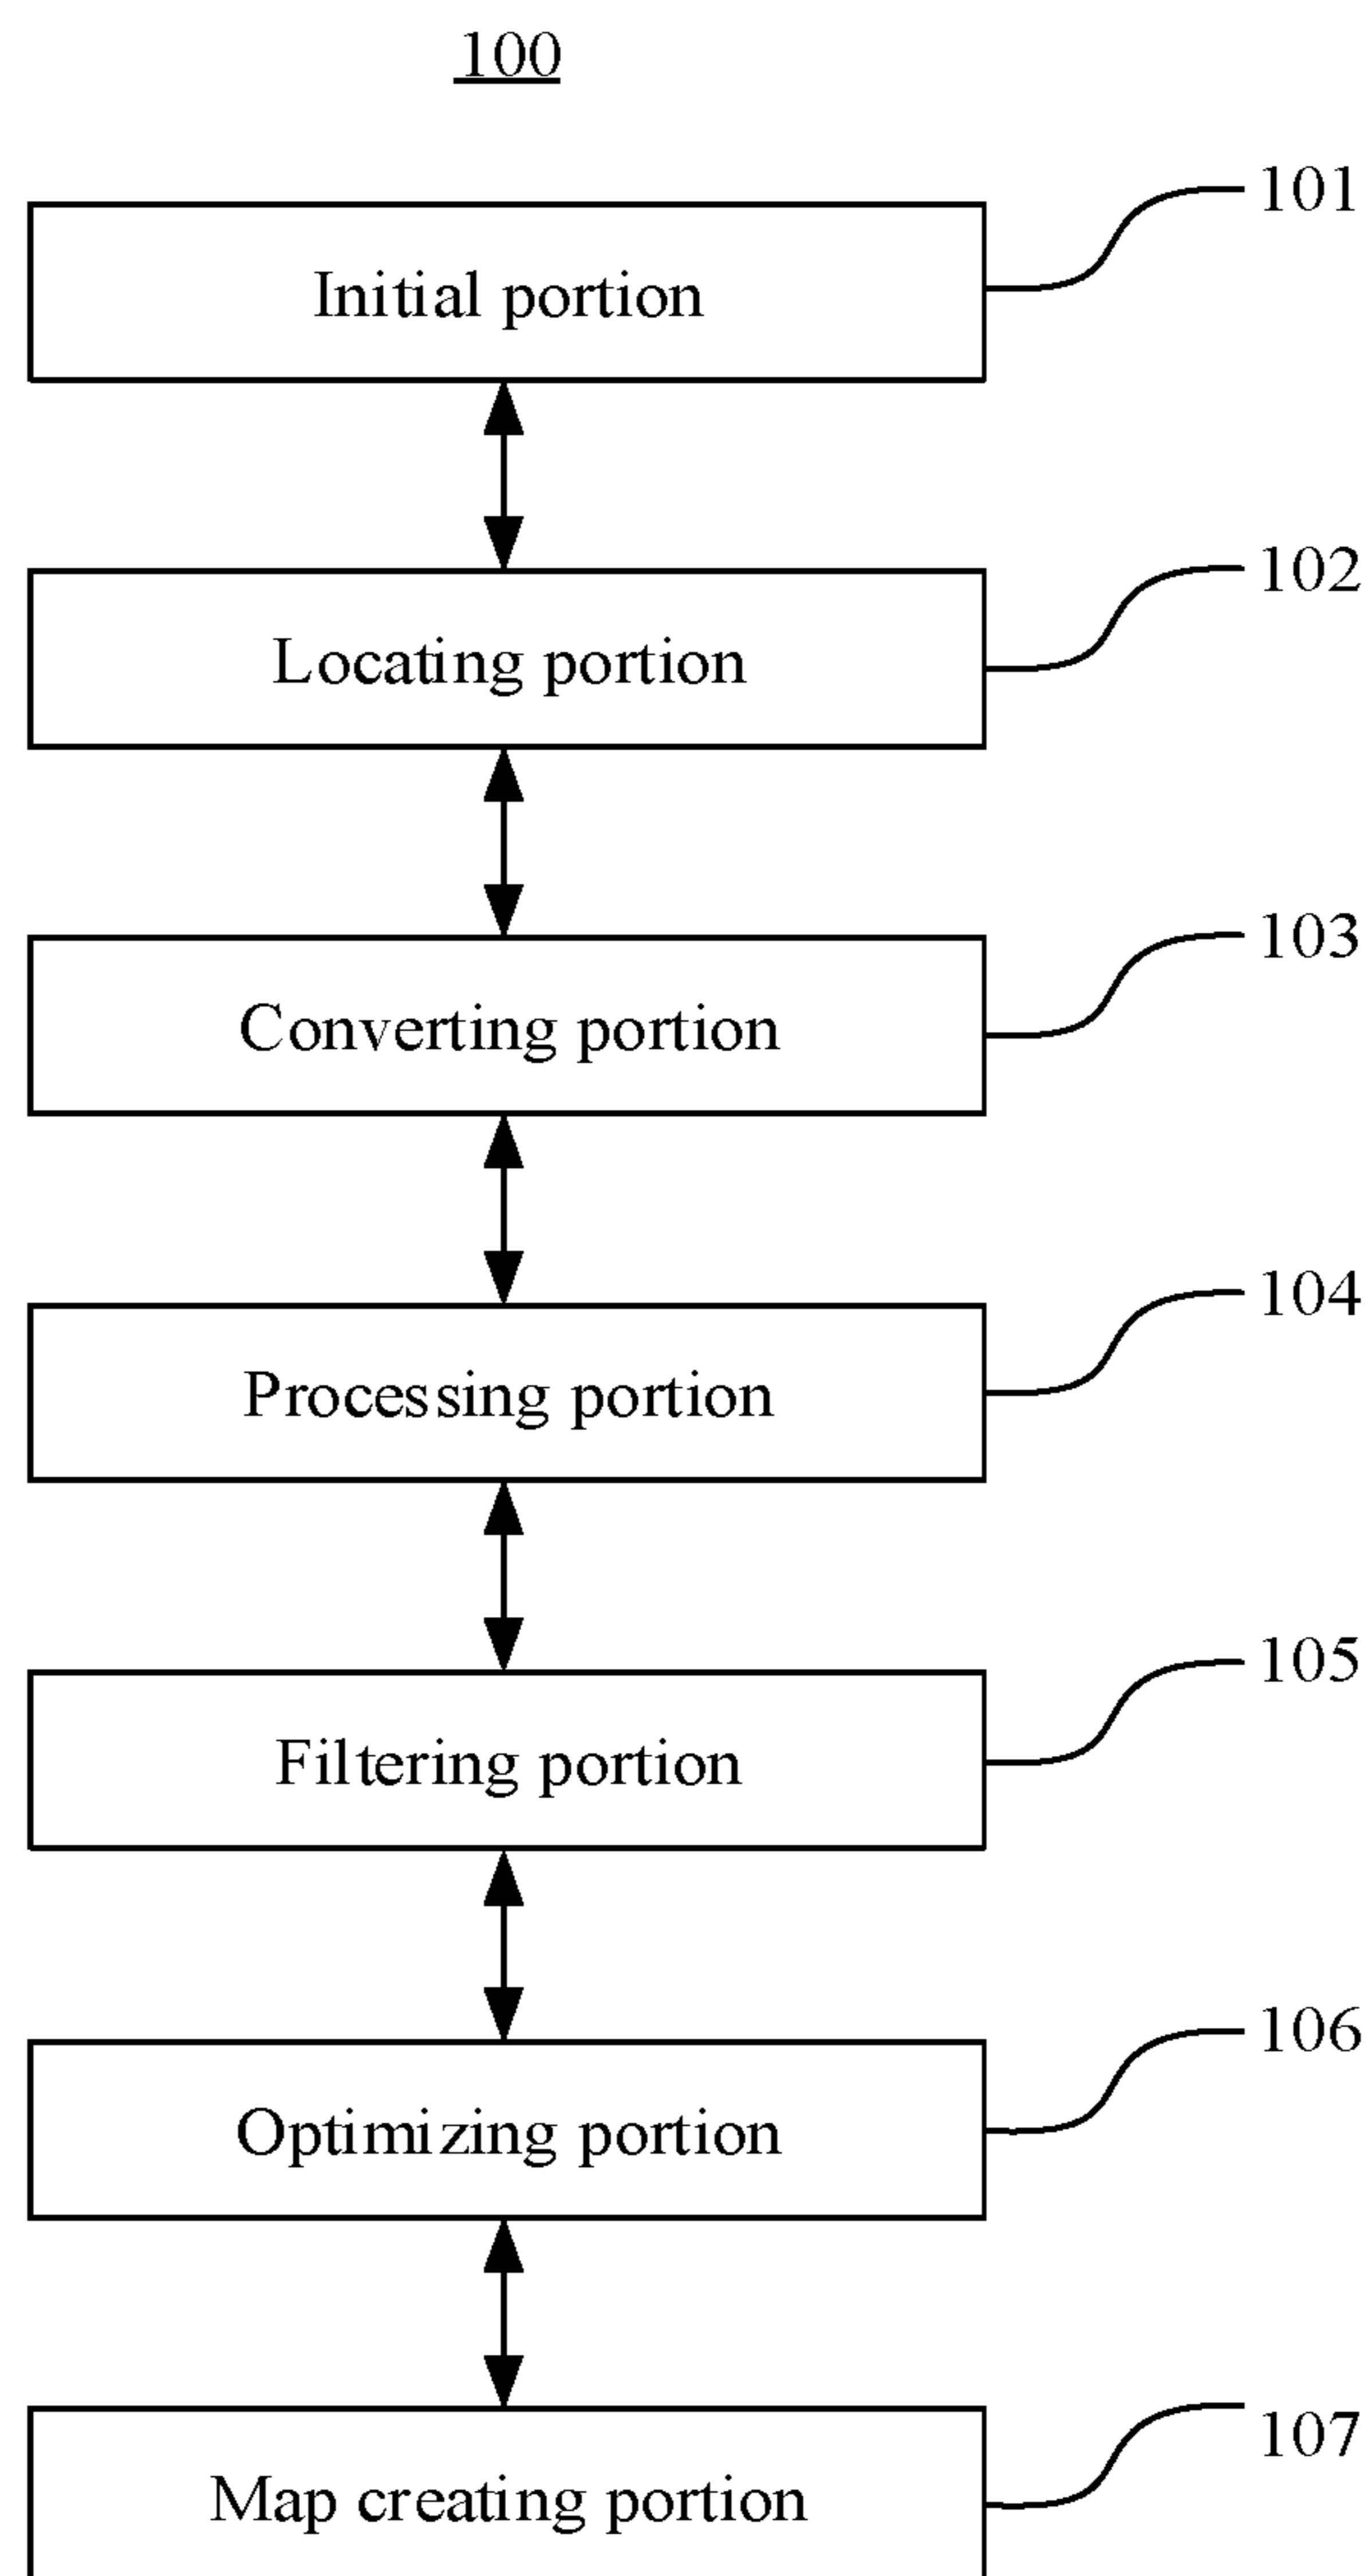 100
101
Initial portion
102
Locating portion
103
Converting portion
104
Processing portion
105
Filtering portion
106
Optimizing portion
107
Map creating portion